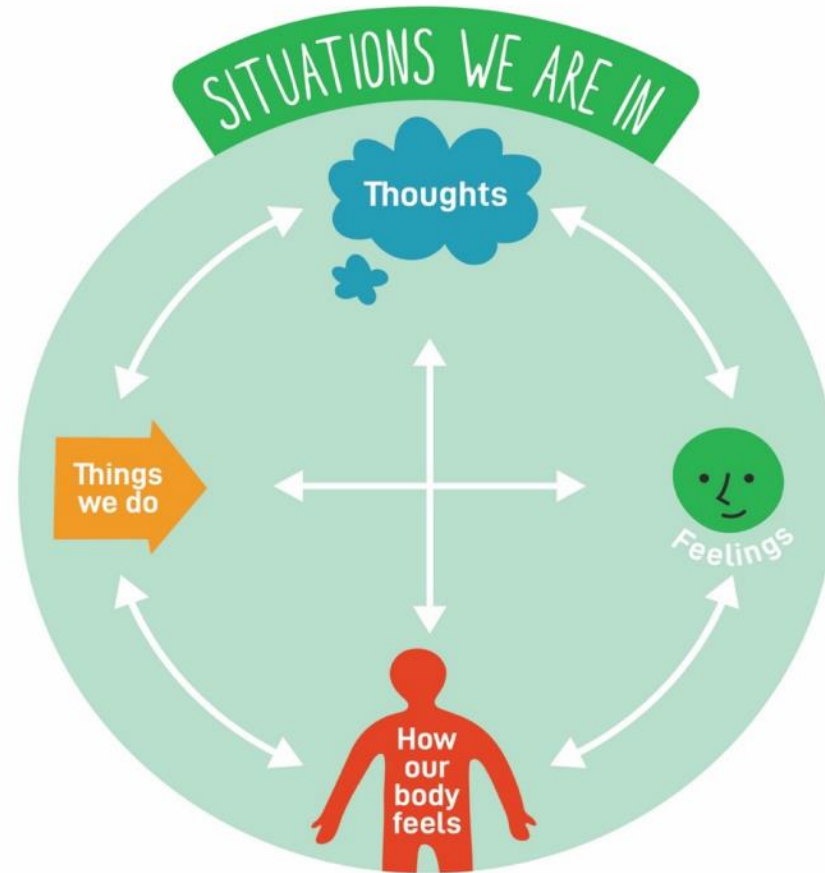 SITUATIONS WE ARE IN
Thoughts
Things
we do
Feelings
How
our
body
feels